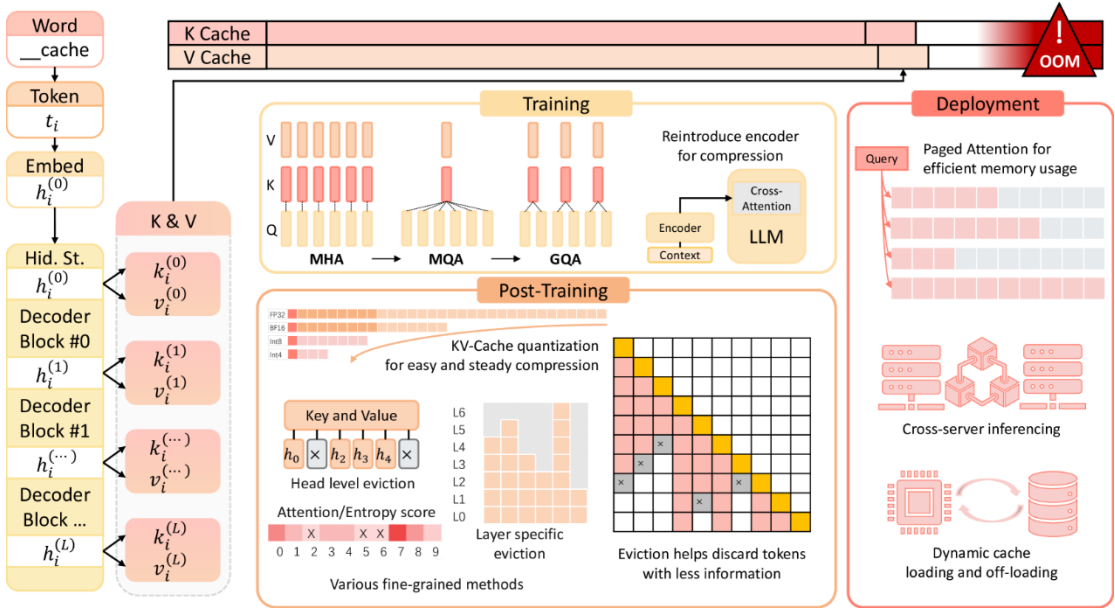 Word
__cache
Token
t_i
Embed
h_i^(0)
Hid. St.
h_i^(0)
Decoder
Block #0
h_i^(1)
Decoder
Block #1
h_i^(⋯)
Decoder
Block ...
h_i^(L)
K & V
k_i^(0)
v_i^(0)
k_i^(1)
v_i^(1)
k_i^(⋯)
v_i^(⋯)
k_i^(L)
v_i^(L)
K Cache
V Cache
!
OOM
Training
V
K
Q
MHA
MQA
GQA
Reintroduce encoder
for compression
Cross-
Attention
LLM
Encoder
Context
Post-Training
FP32
BF16
Int8
Int4
KV-Cache quantization
for easy and steady compression
Key and Value
h_0 × h_2 h_3 h_4 ×
Head level eviction
Attention/Entropy score
X X X
0 1 2 3 4 5 6 7 8 9
Various fine-grained methods
L6
L5
L4
L3
L2
L1
L0
Layer specific
eviction
×
×
× ×
×
Eviction helps discard tokens
with less information
Deployment
Paged Attention for
efficient memory usage
Query
Cross-server inferencing
Dynamic cache
loading and off-loading